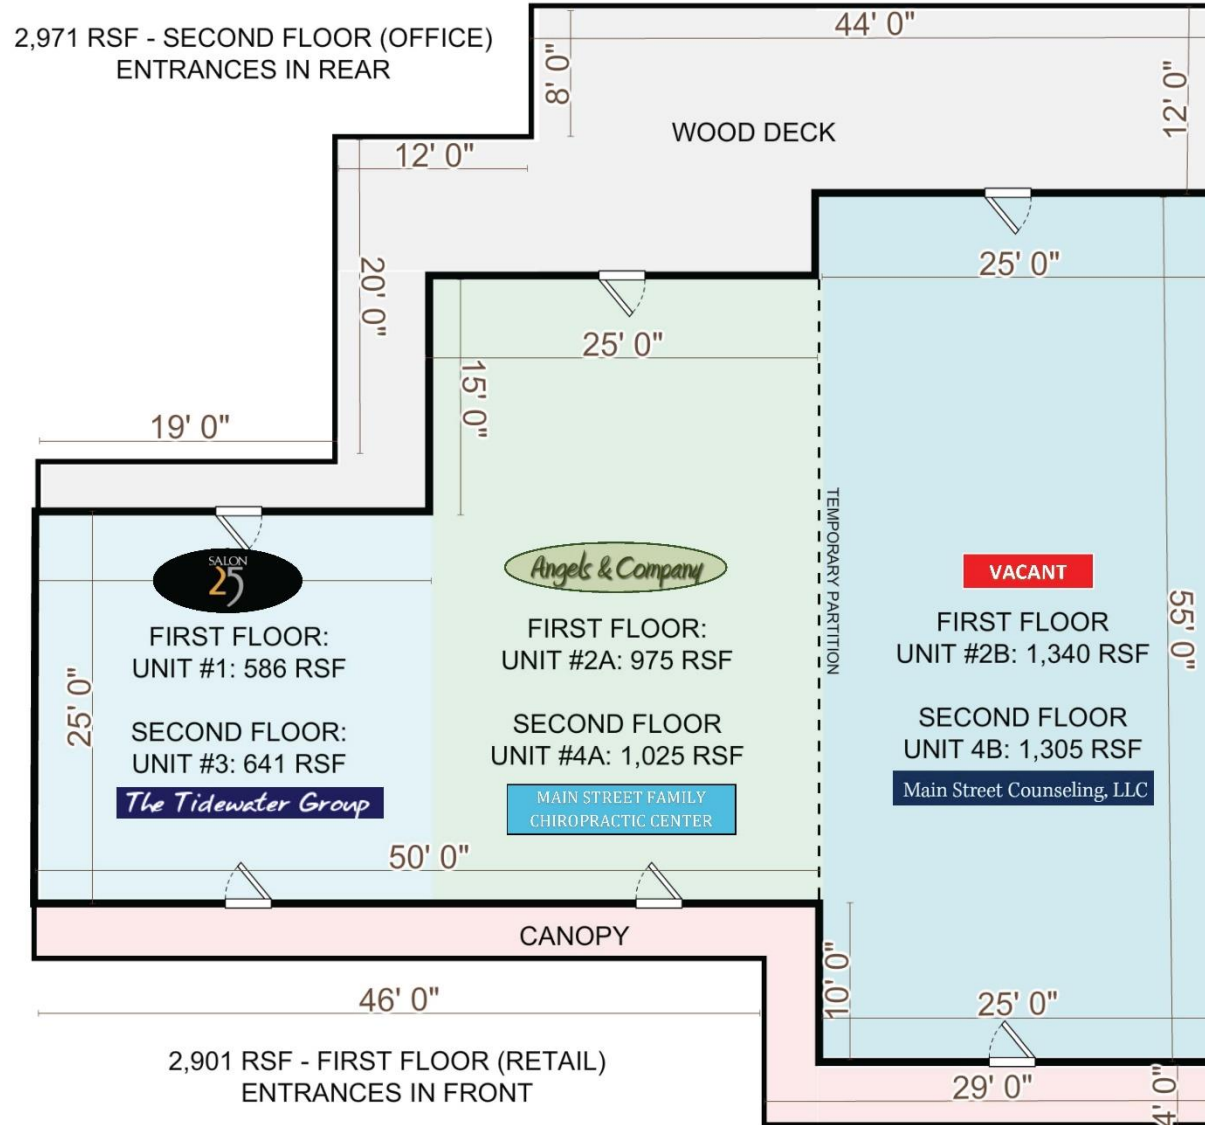 2,971 RSF - SECOND FLOOR (OFFICE)
ENTRANCES IN REAR
44' 0"
8' 0"
12' 0"
WOOD DECK
12' 0"
20' 0"
25' 0"
25' 0"
15' 0"
19' 0"
TEMPORARY PARTITION
SALON
25
Angels & Company
VACANT
FIRST FLOOR:
UNIT #1: 586 RSF
FIRST FLOOR:
UNIT #2A: 975 RSF
FIRST FLOOR
UNIT #2B: 1,340 RSF
55' 0"
25' 0"
SECOND FLOOR:
UNIT #3: 641 RSF
The Tidewater Group
SECOND FLOOR
UNIT #4A: 1,025 RSF
MAIN STREET FAMILY
CHIROPRACTIC CENTER
SECOND FLOOR
UNIT 4B: 1,305 RSF
Main Street Counseling, LLC
50' 0"
CANOPY
10' 0"
46' 0"
25' 0"
2,901 RSF - FIRST FLOOR (RETAIL)
ENTRANCES IN FRONT
29' 0"
4' 0"